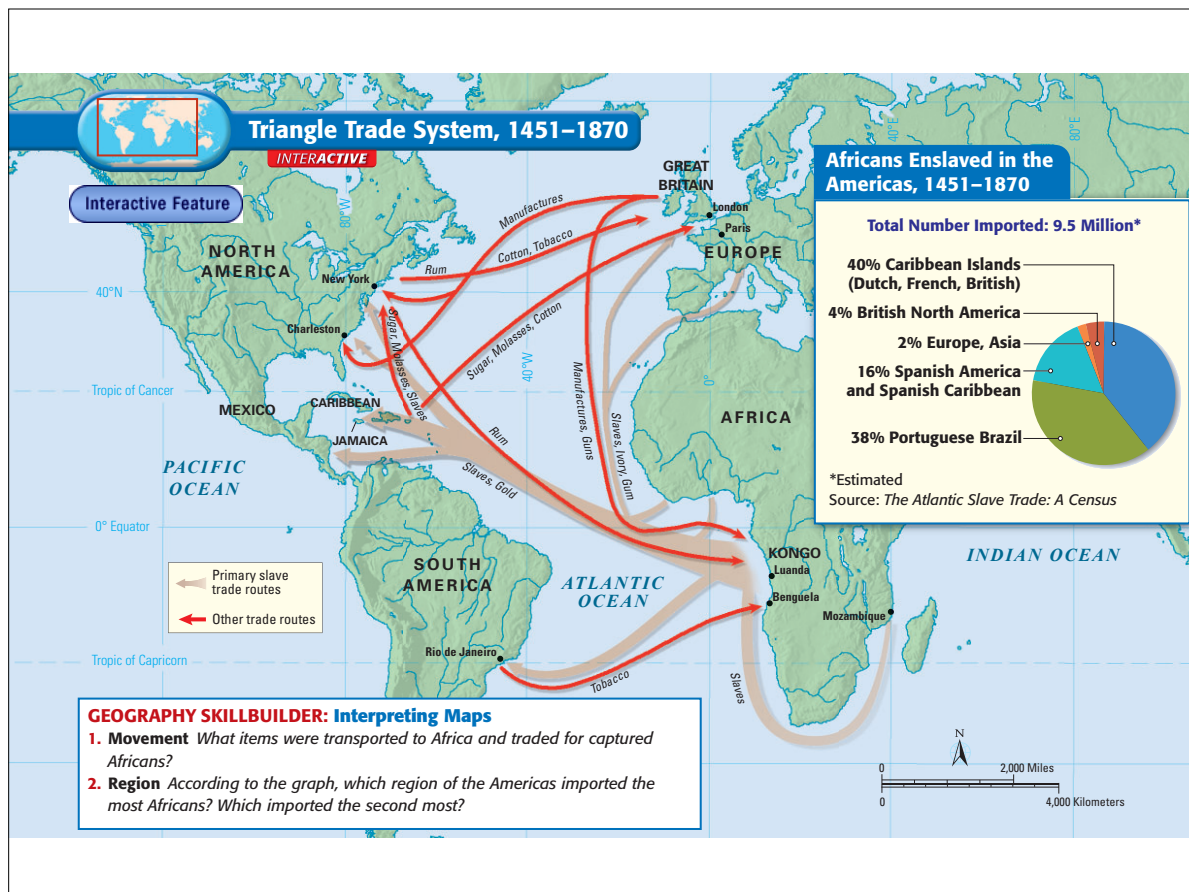 Triangle Trade System, 1451–1870
INTERACTIVE
Interactive Feature
80°W
40°E
80°E
GREAT
BRITAIN
London
Paris
EUROPE
Manufactures
Cotton, Tobacco
Rum
NORTH
AMERICA
New York
40°N
Charleston
Sugar, Molasses, Slaves
Sugar, Molasses, Cotton
40°W
0°
Manufactures, Guns
Slaves, Ivory, Gum
Tropic of Cancer
MEXICO
CARIBBEAN
JAMAICA
AFRICA
Rum
Slaves, Gold
PACIFIC
OCEAN
0° Equator
SOUTH
AMERICA
ATLANTIC
OCEAN
KONGO
Luanda
Benguela
Mozambique
INDIAN OCEAN
Primary slave
trade routes
Other trade routes
Tropic of Capricorn
Rio de Janeiro
Tobacco
Slaves
Africans Enslaved in the
Americas, 1451–1870
Total Number Imported: 9.5 Million*
40% Caribbean Islands
(Dutch, French, British)
4% British North America
2% Europe, Asia
16% Spanish America
and Spanish Caribbean
38% Portuguese Brazil
*Estimated
Source: The Atlantic Slave Trade: A Census
GEOGRAPHY SKILLBUILDER: Interpreting Maps
1. Movement What items were transported to Africa and traded for captured
Africans?
2. Region According to the graph, which region of the Americas imported the
most Africans? Which imported the second most?
N
0 2,000 Miles
0 4,000 Kilometers